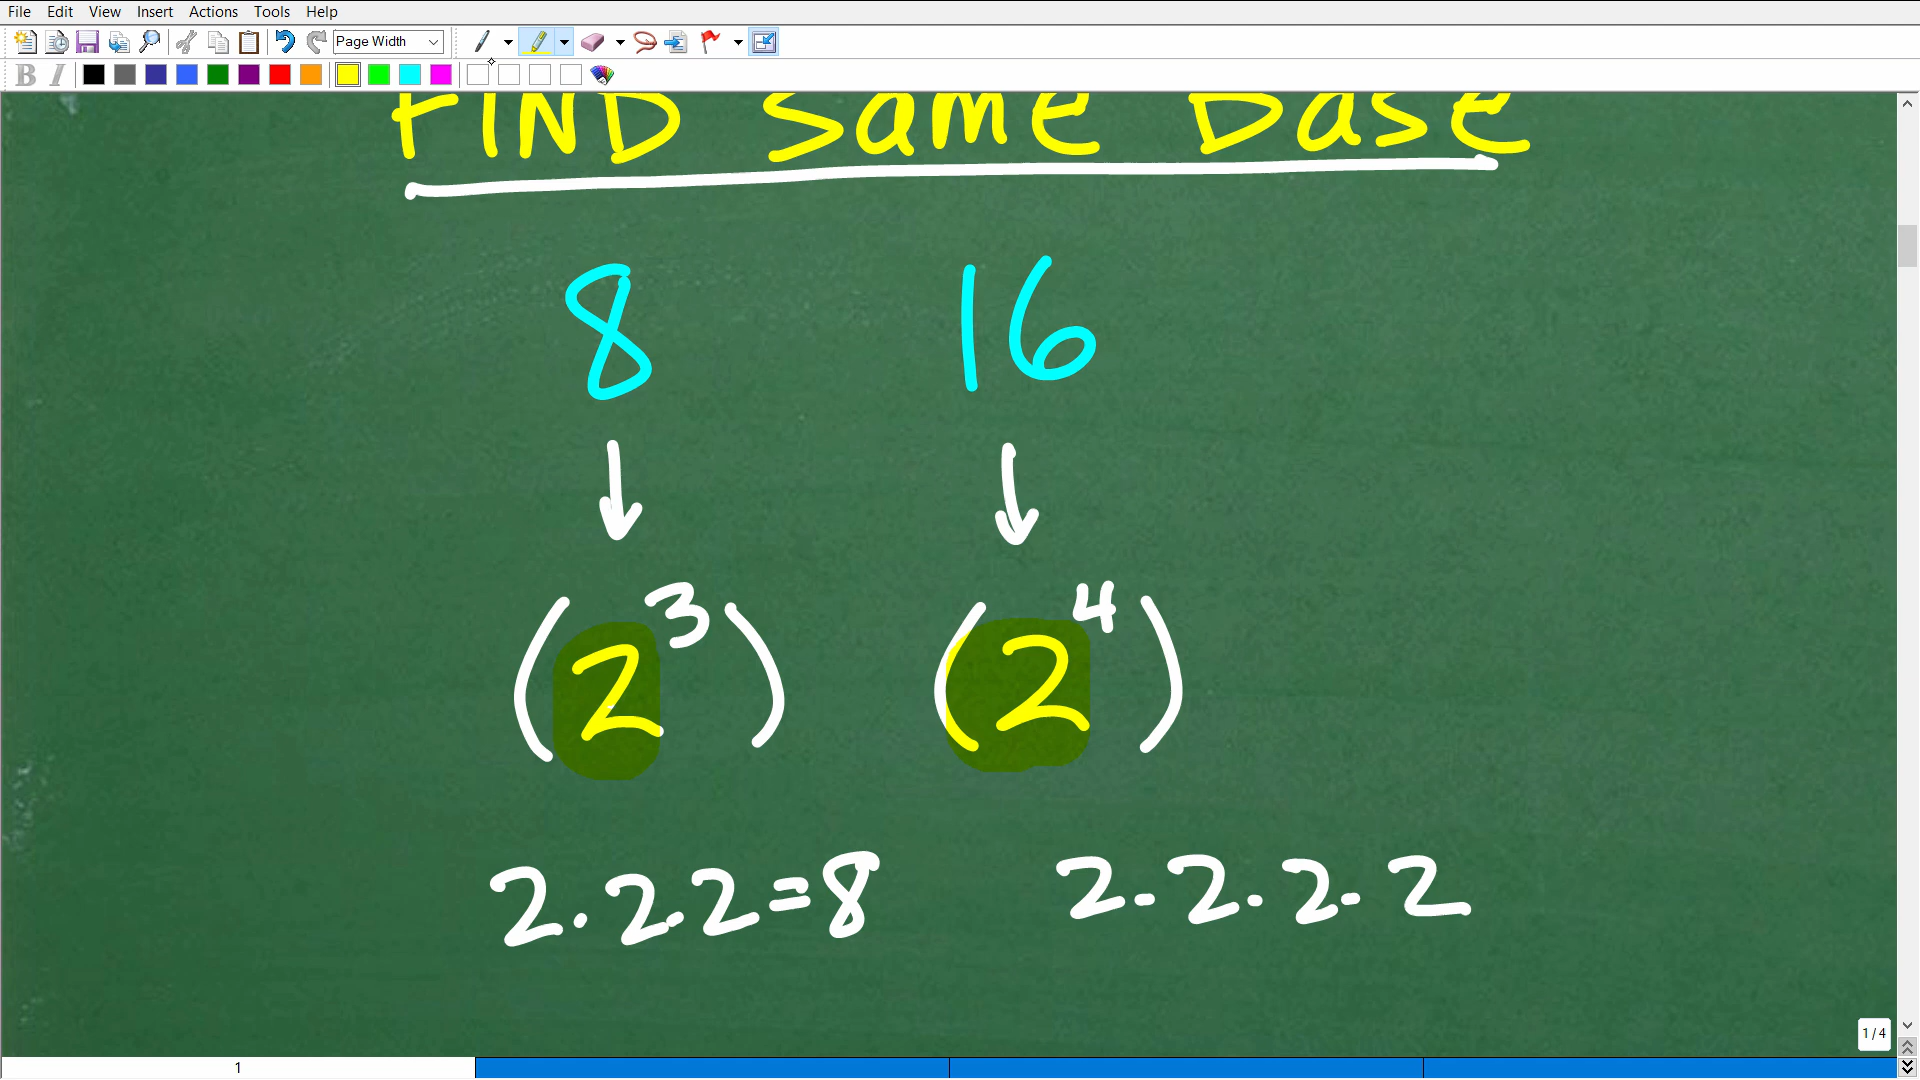 File Edit View Insert Actions Tools Help
Page Width
B I
FIND Same Base
8 16
(2³) (2⁴)
2·2·2=8 2·2·2·2
1 / 4
1